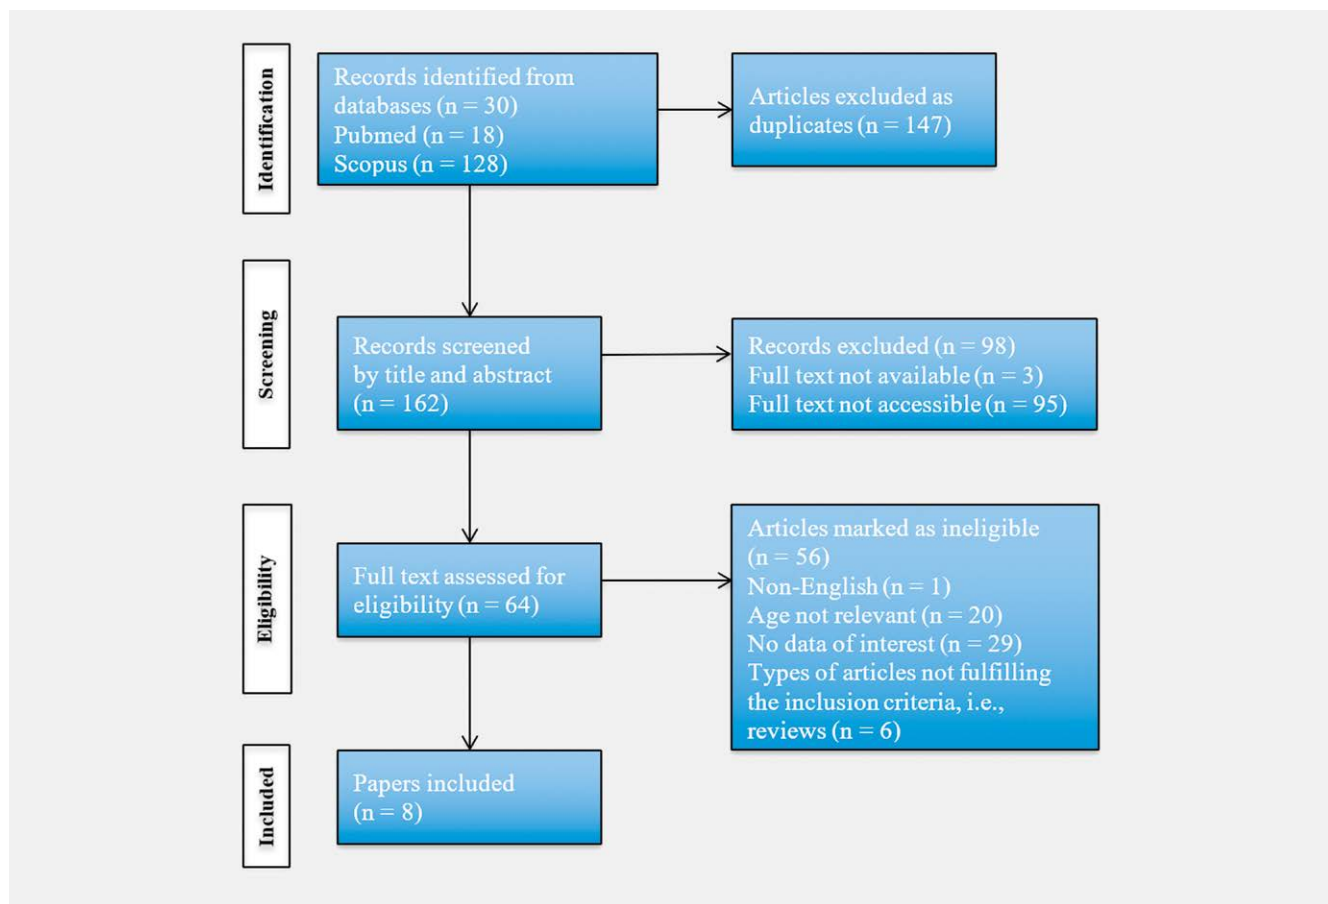 Identification
Records identified from
databases (n = 30)
Pubmed (n = 18)
Scopus (n = 128)
Articles excluded as
duplicates (n = 147)
Screening
Records screened
by title and abstract
(n = 162)
Records excluded (n = 98)
Full text not available (n = 3)
Full text not accessible (n = 95)
Eligibility
Full text assessed for
eligibility (n = 64)
Articles marked as ineligible
(n = 56)
Non-English (n = 1)
Age not relevant (n = 20)
No data of interest (n = 29)
Types of articles not fulfilling
the inclusion criteria, i.e.,
reviews (n = 6)
Included
Papers included
(n = 8)